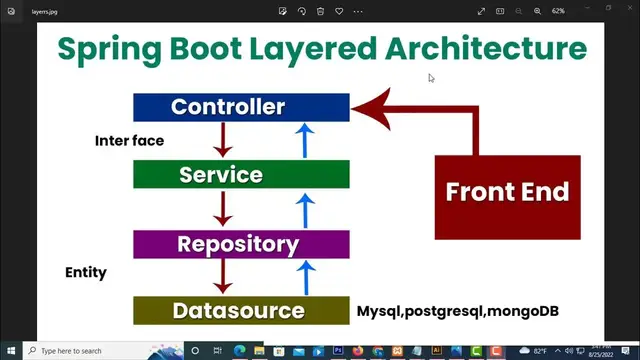 layerrs.jpg
62%
Spring Boot Layered Architecture
Controller
Inter face
Service
Front End
Repository
Entity
Datasource
Mysql,postgresql,mongoDB
Type here to search
82°F
8/25/2022